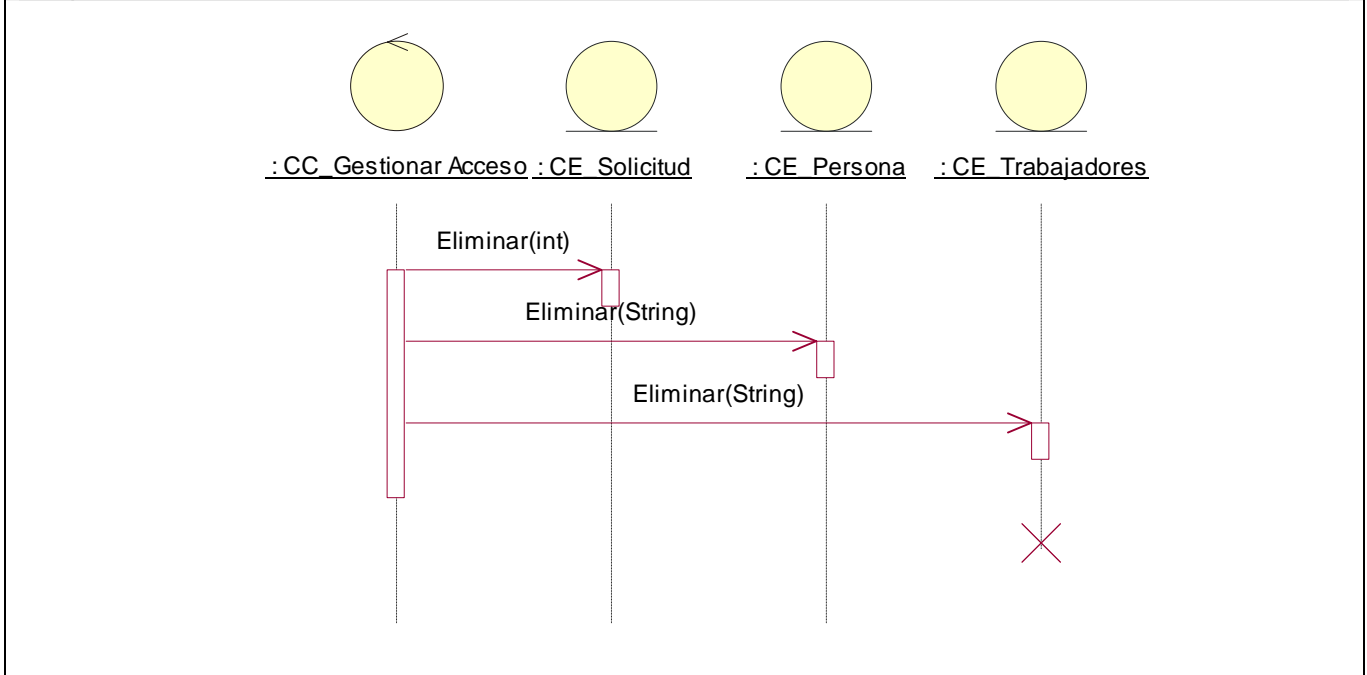 : CC_Gestionar Acceso : CE_Solicitud : CE_Persona : CE_Trabajadores
Eliminar(int)
Eliminar(String)
Eliminar(String)